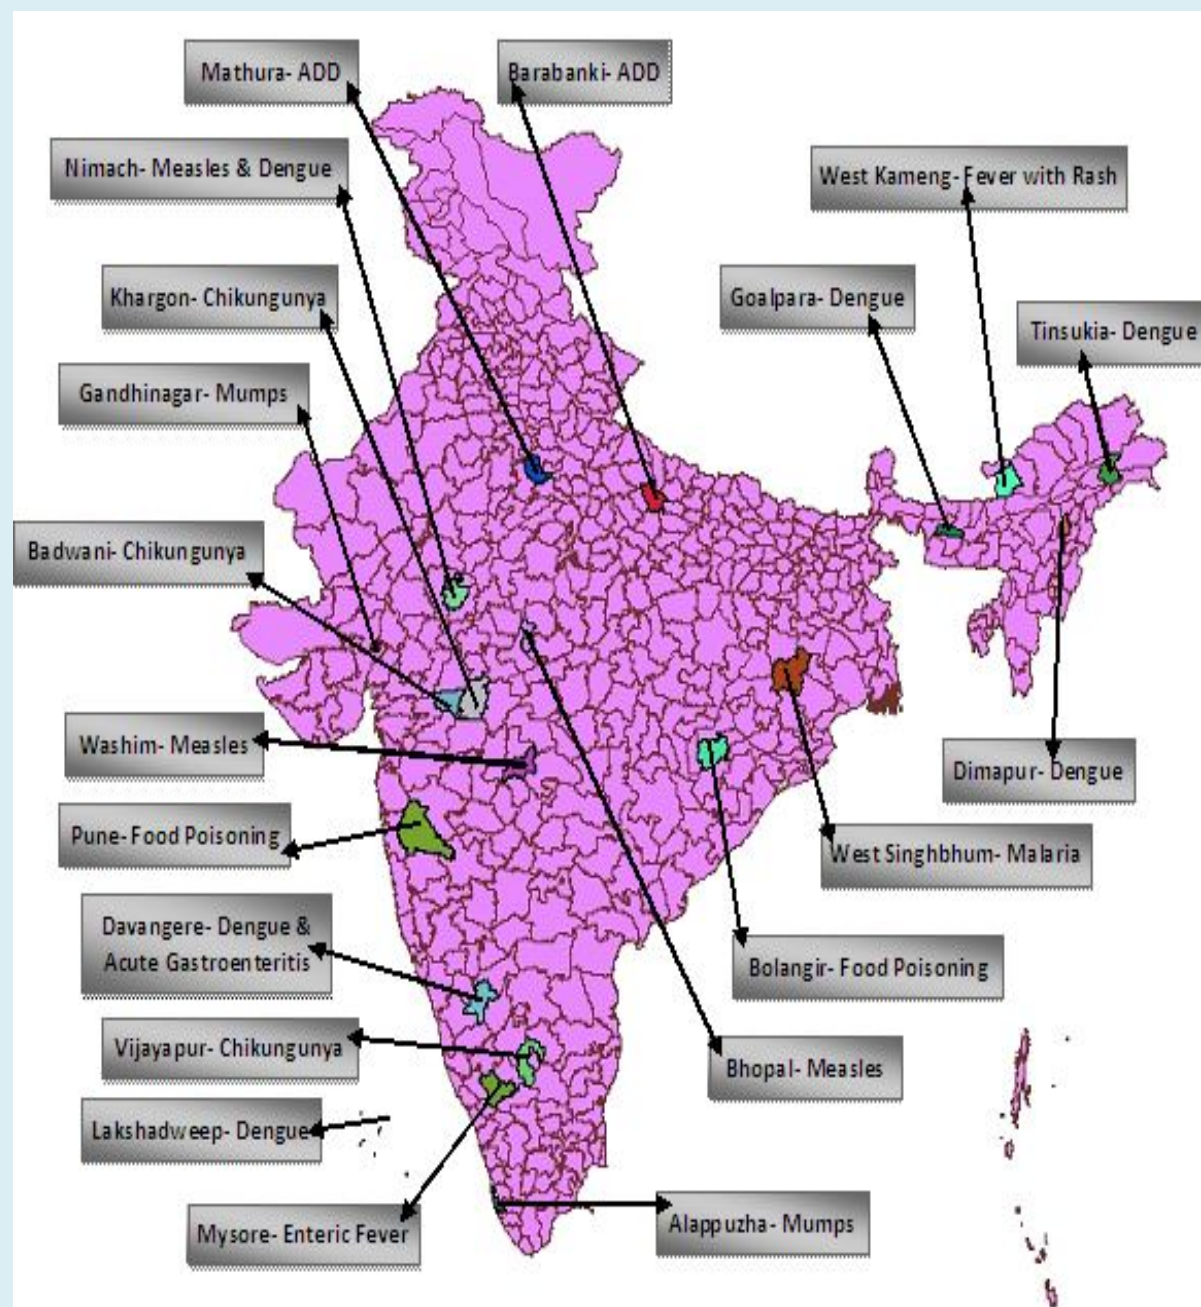 Mathura- ADD
Barabanki- ADD
Nimach- Measles & Dengue
West Kameng- Fever with Rash
Khargon- Chikungunya
Goalpara- Dengue
Tinsukia- Dengue
Gandhinagar- Mumps
Badwani- Chikungunya
Washim- Measles
Dimapur- Dengue
Pune- Food Poisoning
West Singhbhum- Malaria
Davangere- Dengue &
Acute Gastroenteritis
Bolangir- Food Poisoning
Vijayapur- Chikungunya
Bhopal- Measles
Lakshadweep- Dengue
Mysore- Enteric Fever
Alappuzha- Mumps